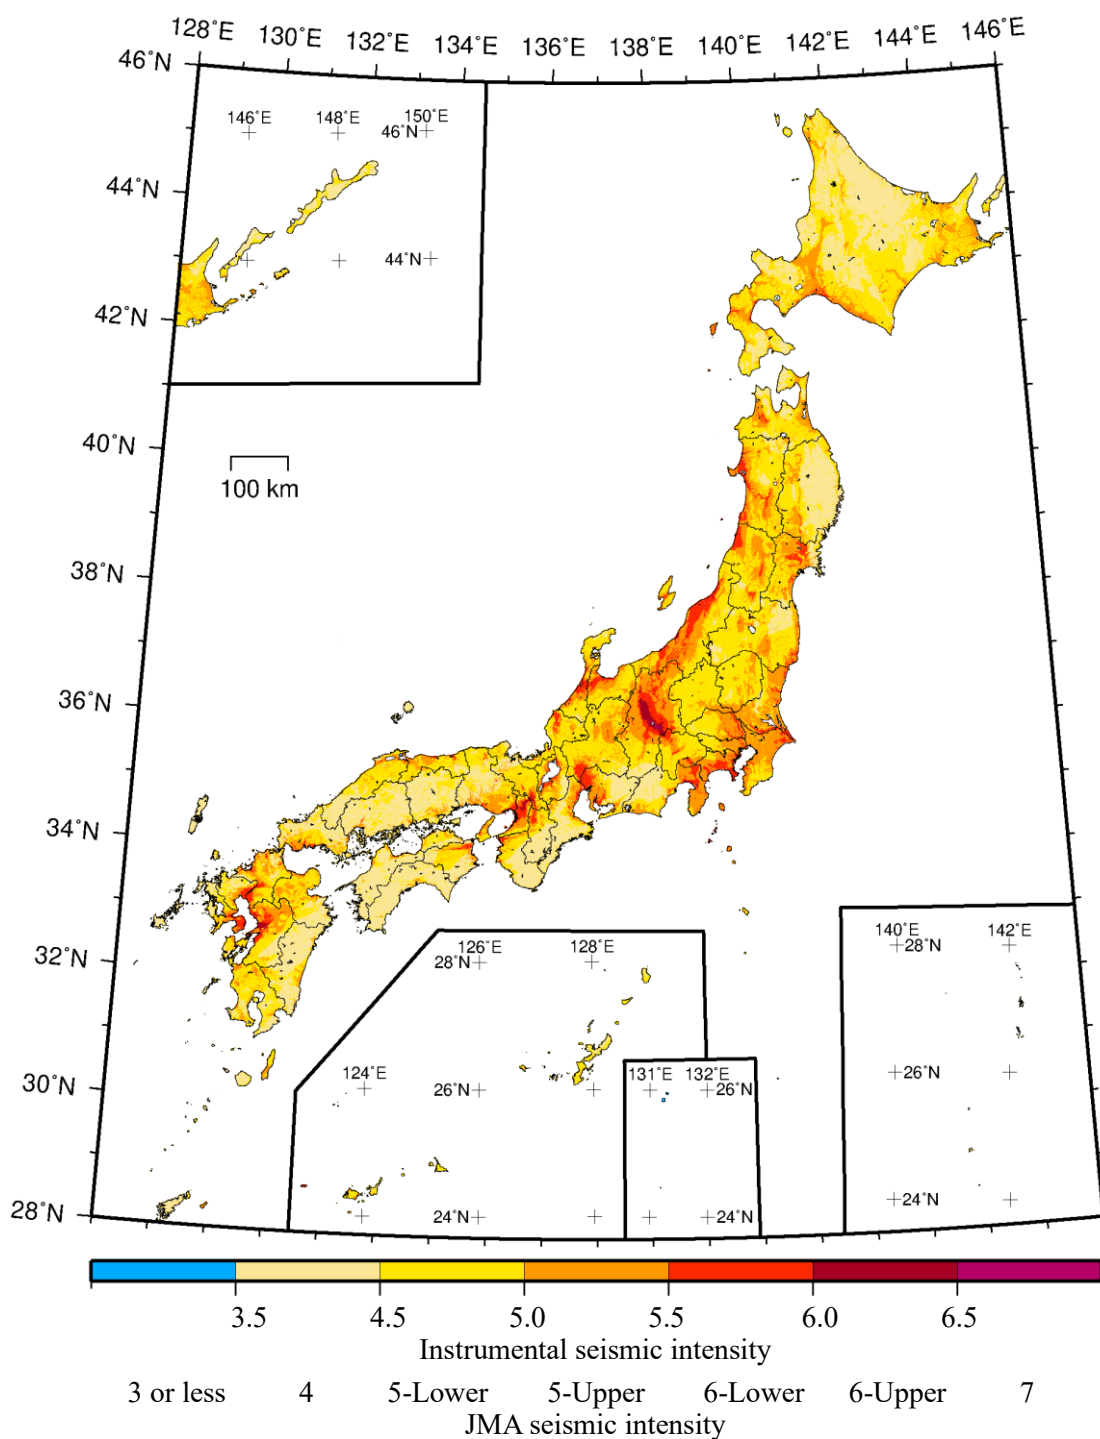 128°E 130°E 132°E 134°E 136°E 138°E 140°E 142°E 144°E 146°E
46°N
146°E 148°E 150°E
46°N
44°N
44°N
42°N
40°N
100 km
38°N
36°N
34°N
32°N
126°E 128°E
28°N
140°E 142°E
28°N
124°E
26°N
131°E 132°E
26°N
26°N
30°N
24°N
24°N
24°N
28°N
3.5 4.5 5.0 5.5 6.0 6.5
Instrumental seismic intensity
3 or less 4 5-Lower 5-Upper 6-Lower 6-Upper 7
JMA seismic intensity